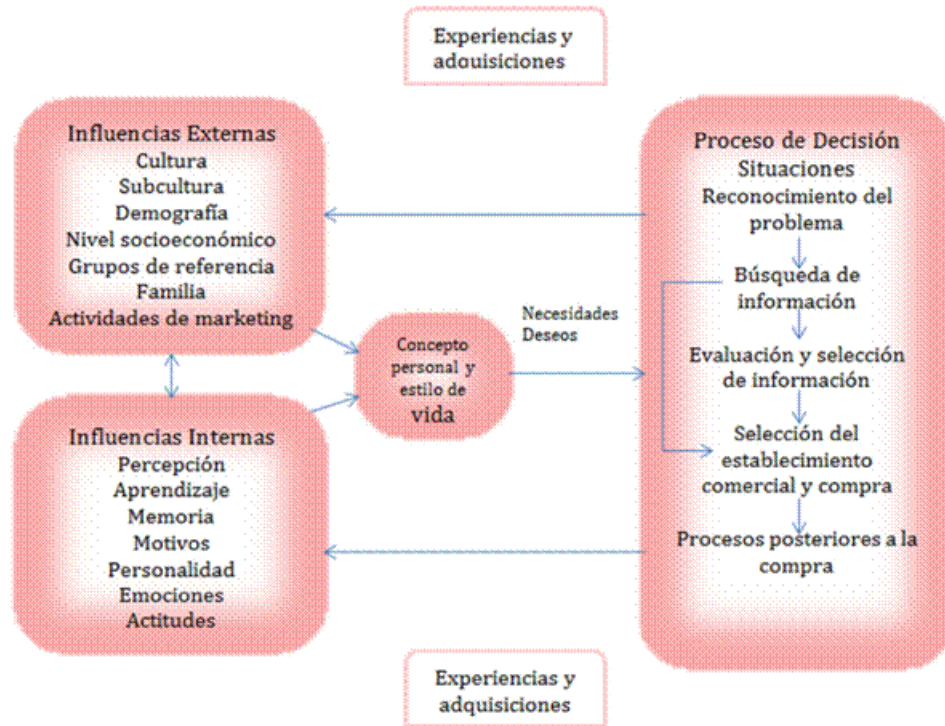 Experiencias y
adquisiciones
Influencias Externas
Cultura
Subcultura
Demografía
Nivel socioeconómico
Grupos de referencia
Familia
Actividades de marketing
Influencias Internas
Percepción
Aprendizaje
Memoria
Motivos
Personalidad
Emociones
Actitudes
Concepto
personal y
estilo de
vida
Necesidades
Deseos
Proceso de Decisión
Situaciones
Reconocimiento del
problema
Búsqueda de
información
Evaluación y selección
de información
Selección del
establecimiento
comercial y compra
Procesos posteriores a la
compra
Experiencias y
adquisiciones